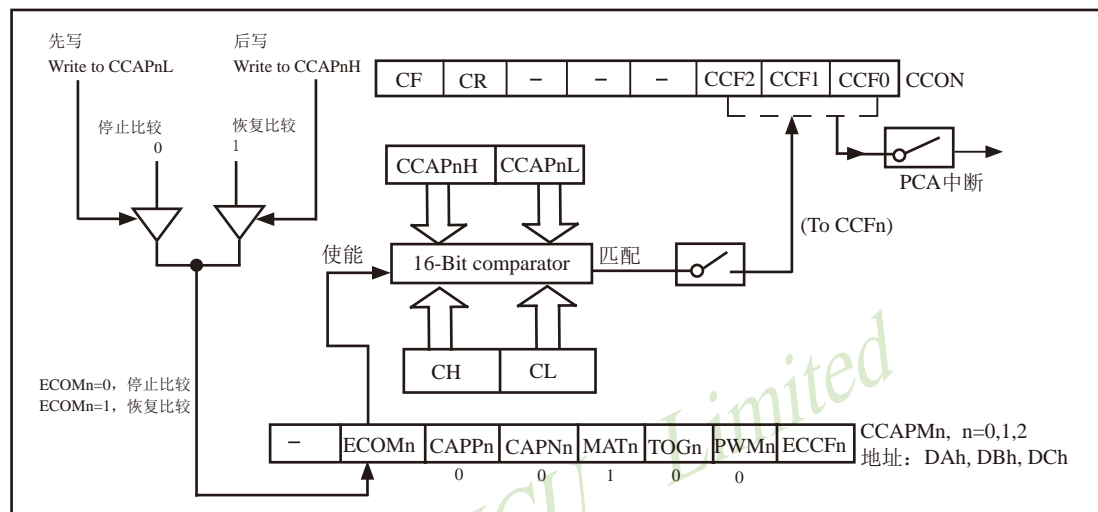 先写
Write to CCAPnL
后写
Write to CCAPnH
停止比较
0
恢复比较
1
CF CR – – – CCF2 CCF1 CCF0 CCON
PCA中断
CCAPnH CCAPnL
(To CCFn)
使能
16-Bit comparator
匹配
CH CL
ECOMn=0，停止比较
ECOMn=1，恢复比较
– ECOMn CAPPn CAPNn MATn TOGn PWMn ECCFn
CCAPMn, n=0,1,2
地址：DAh, DBh, DCh
0 0 1 0 0
MCU Limited